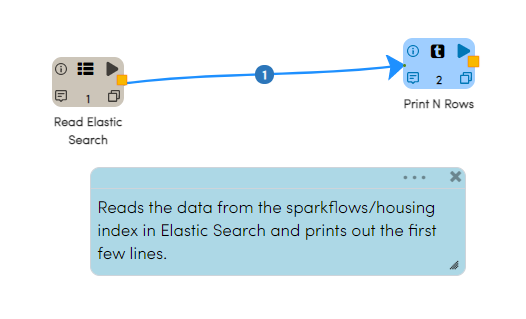 1
t
1
2
Read Elastic
Search
Print N Rows
Reads the data from the sparkflows/housing
index in Elastic Search and prints out the first
few lines.